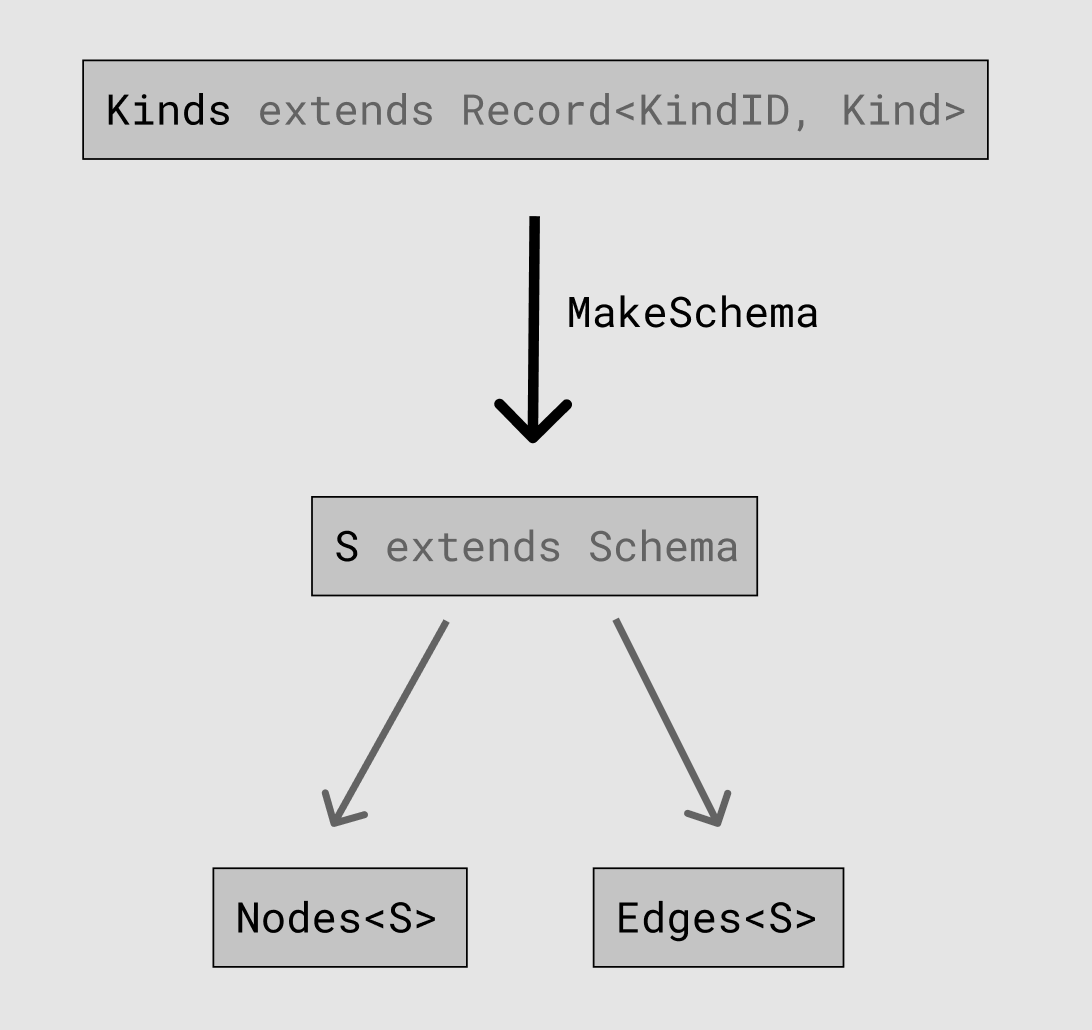 Kinds extends Record<KindID, Kind>
MakeSchema
S extends Schema
Nodes<S>
Edges<S>